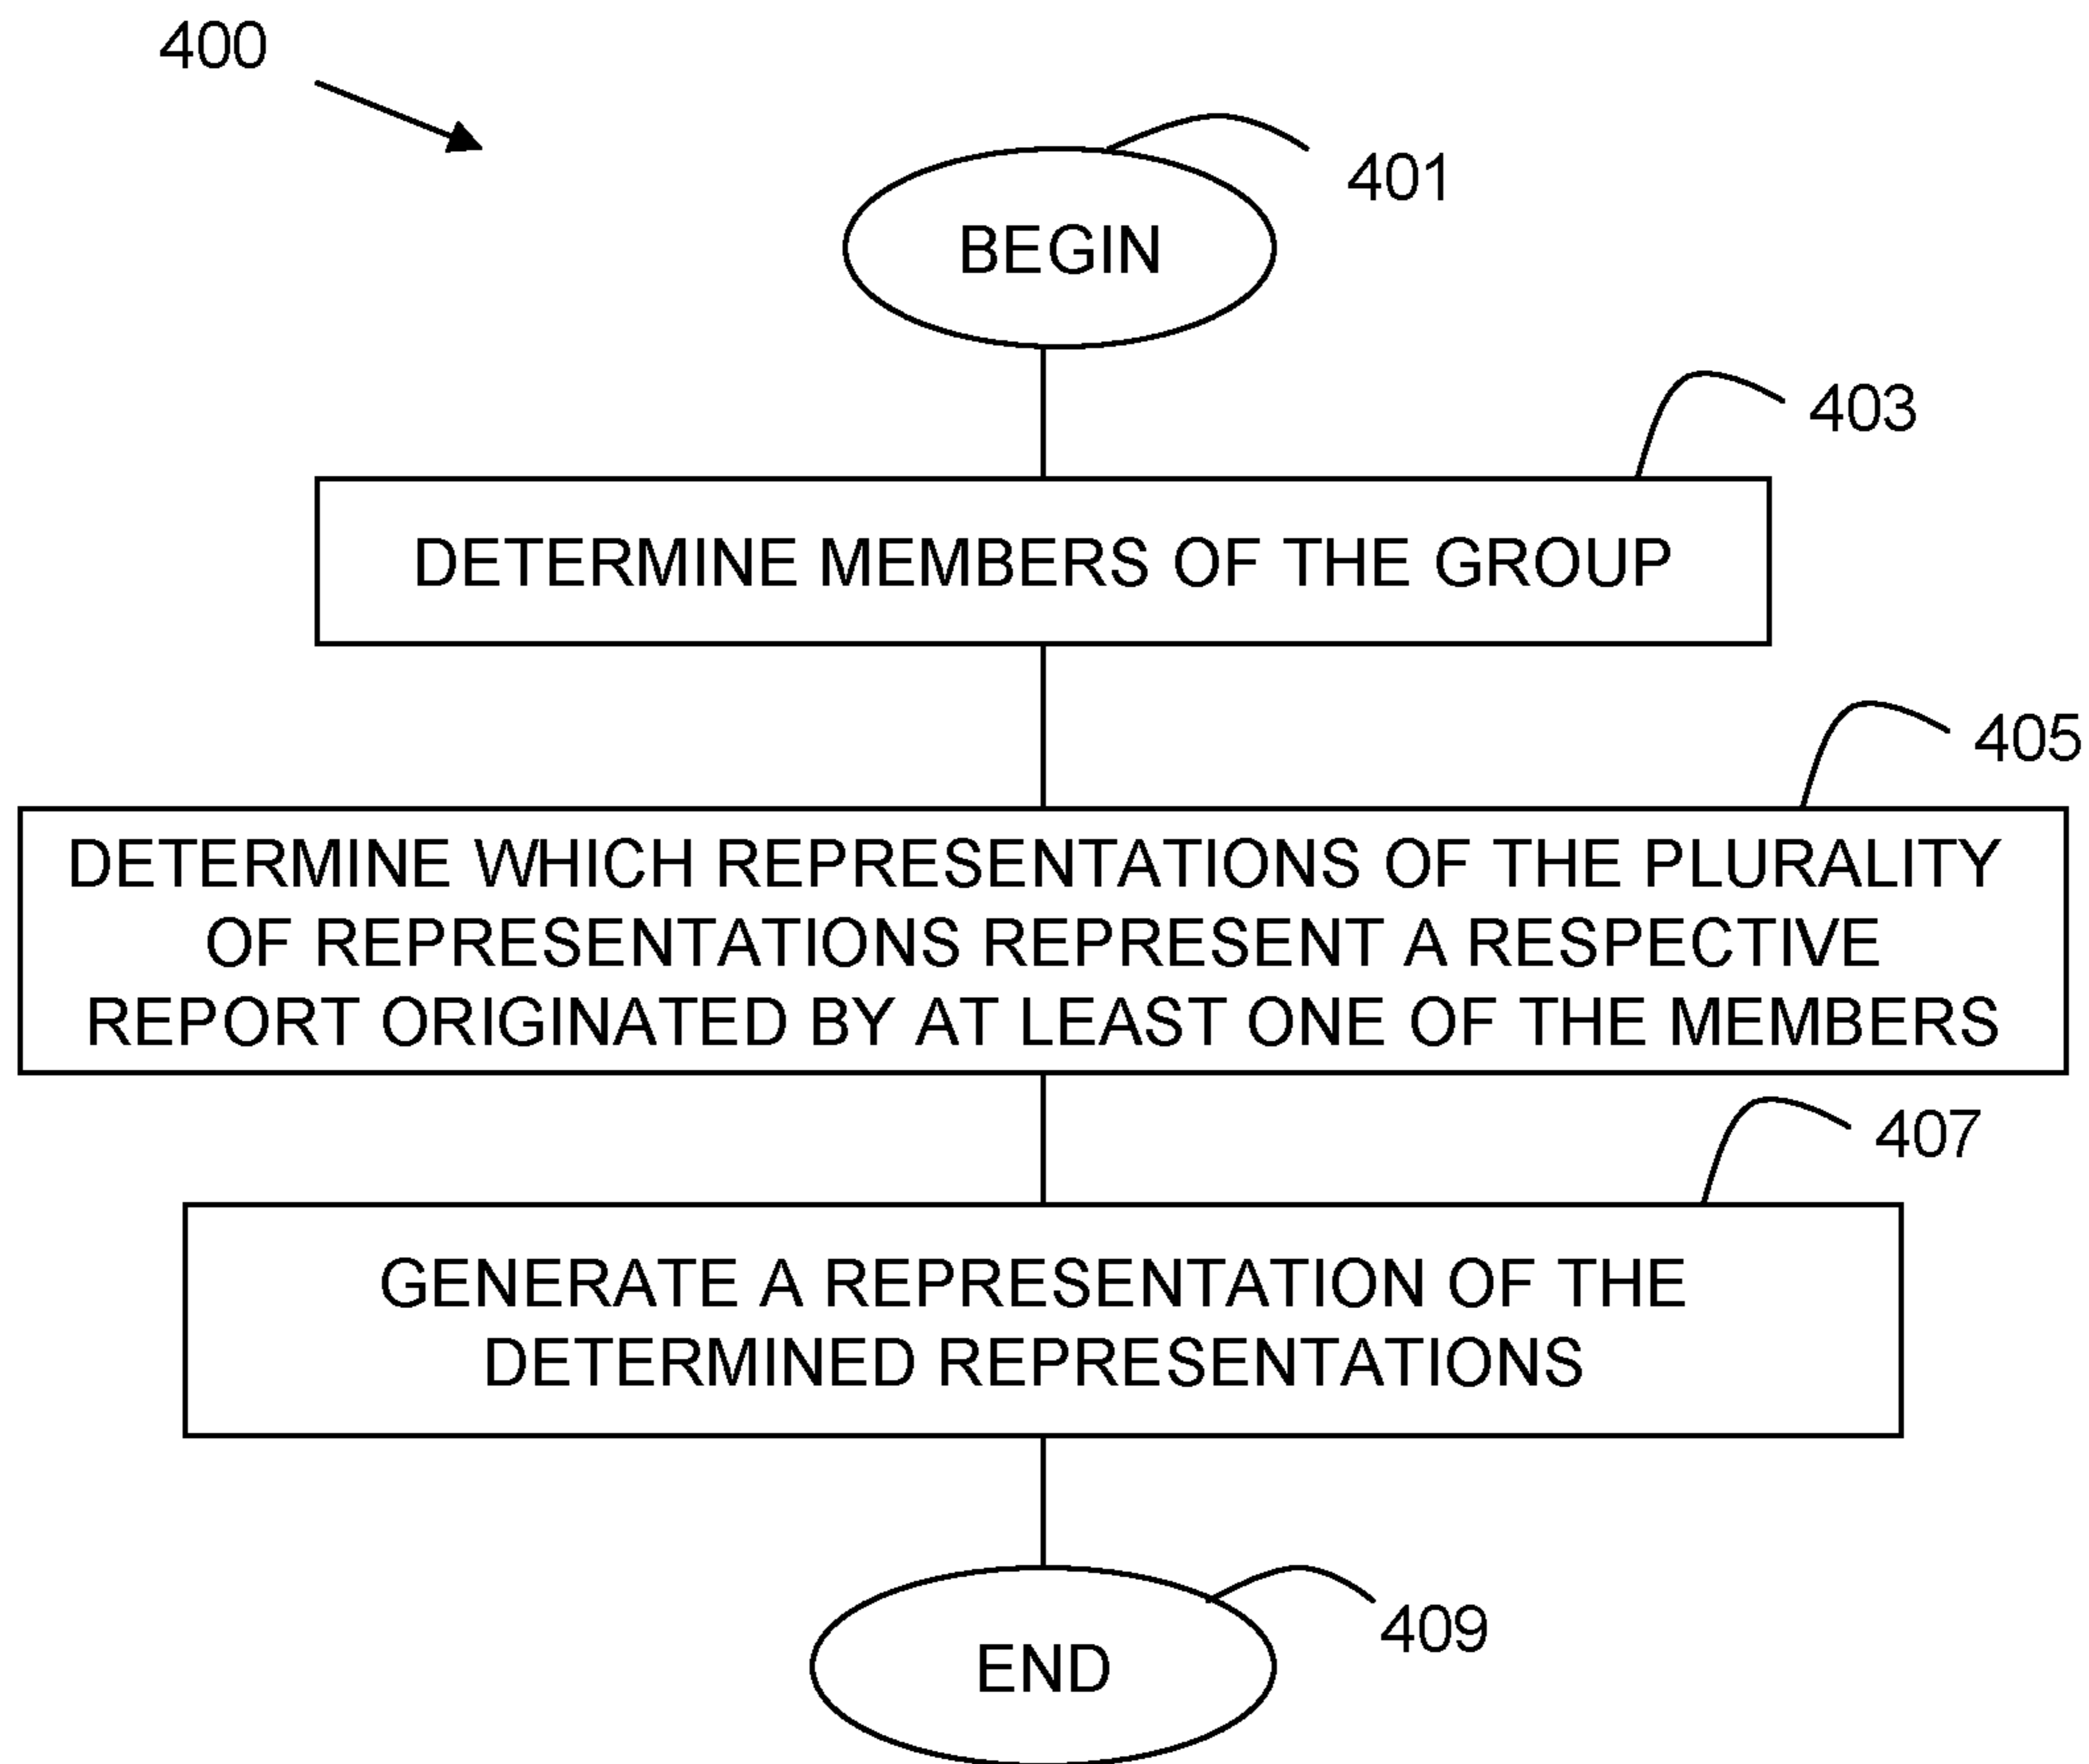 400
401
BEGIN
403
DETERMINE MEMBERS OF THE GROUP
405
DETERMINE WHICH REPRESENTATIONS OF THE PLURALITY
OF REPRESENTATIONS REPRESENT A RESPECTIVE
REPORT ORIGINATED BY AT LEAST ONE OF THE MEMBERS
407
GENERATE A REPRESENTATION OF THE
DETERMINED REPRESENTATIONS
409
END